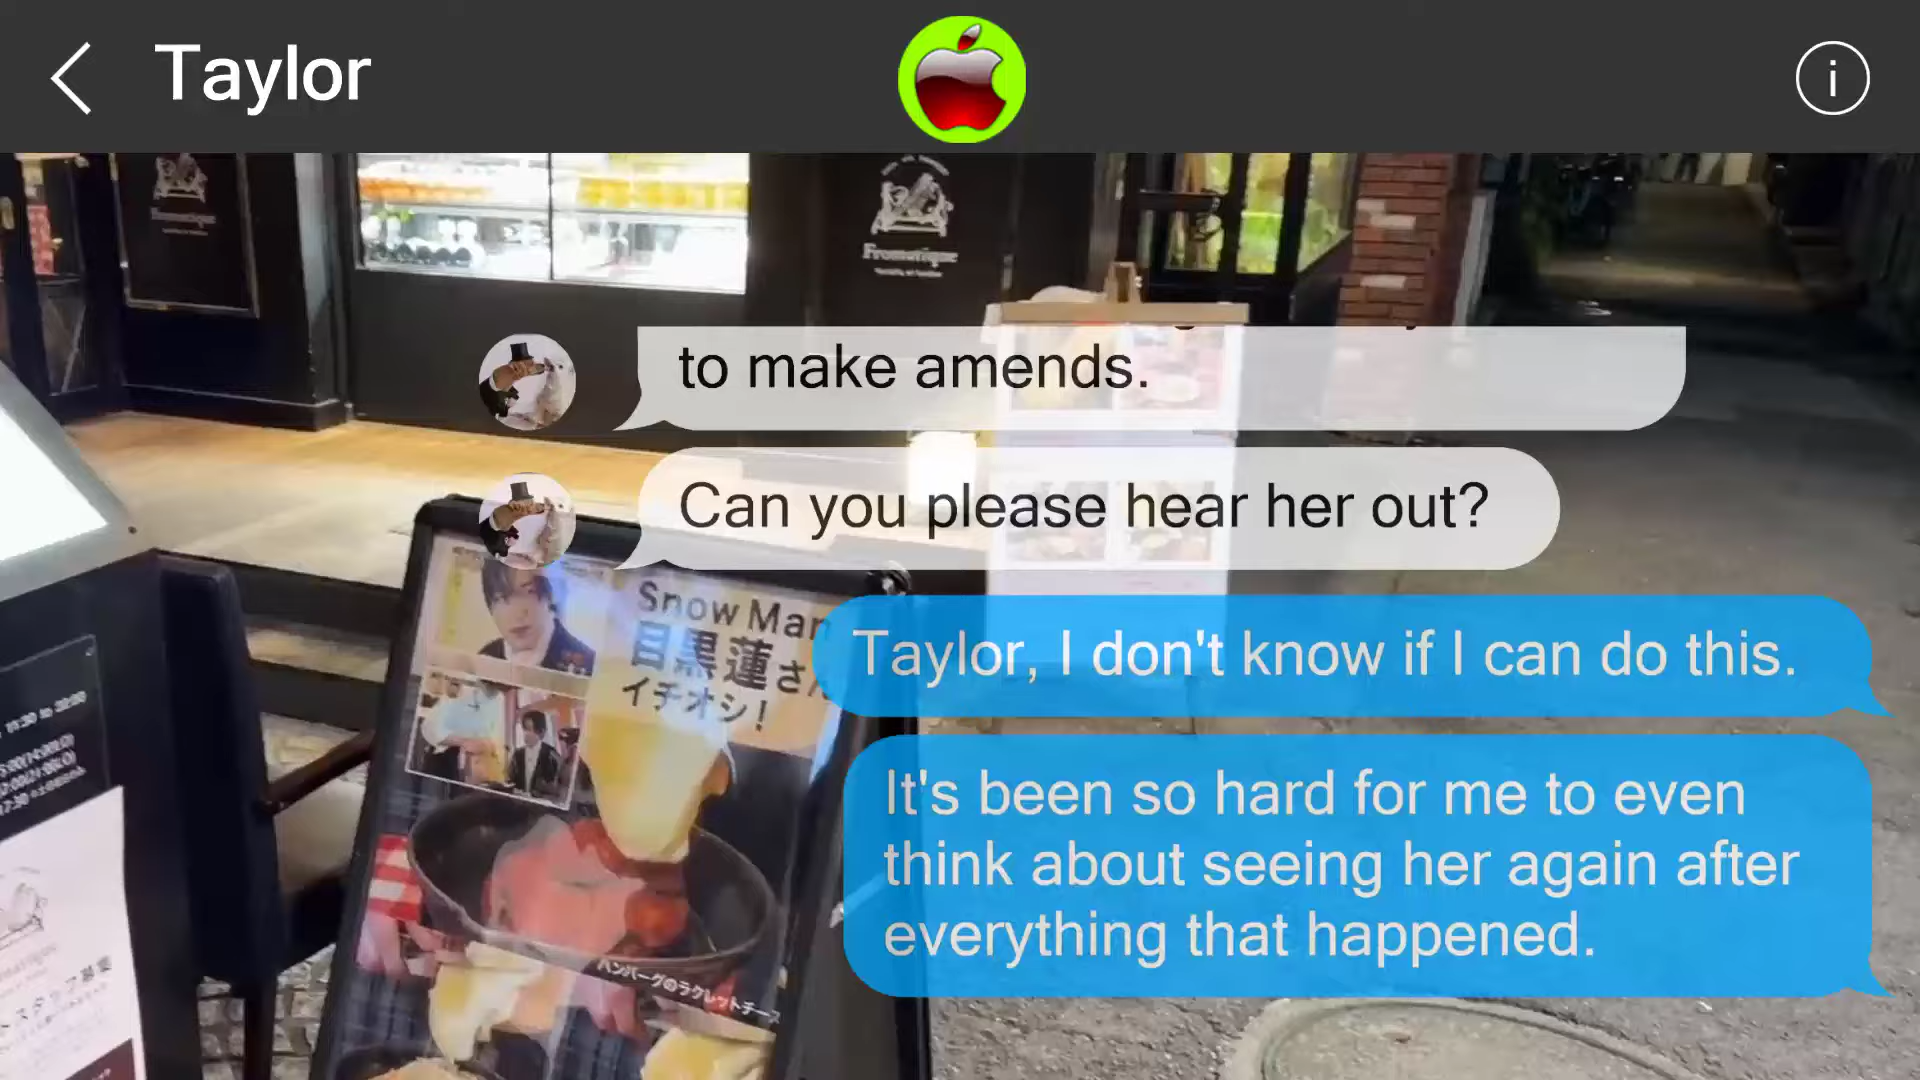 Taylor
Fromatique
Fromatique
to make amends.
Can you please hear her out?
Snow Man
目黒蓮さん
イチオシ!
Taylor, I don't know if I can do this.
It's been so hard for me to even
think about seeing her again after
everything that happened.
ハンバーグのラクレットチーズ